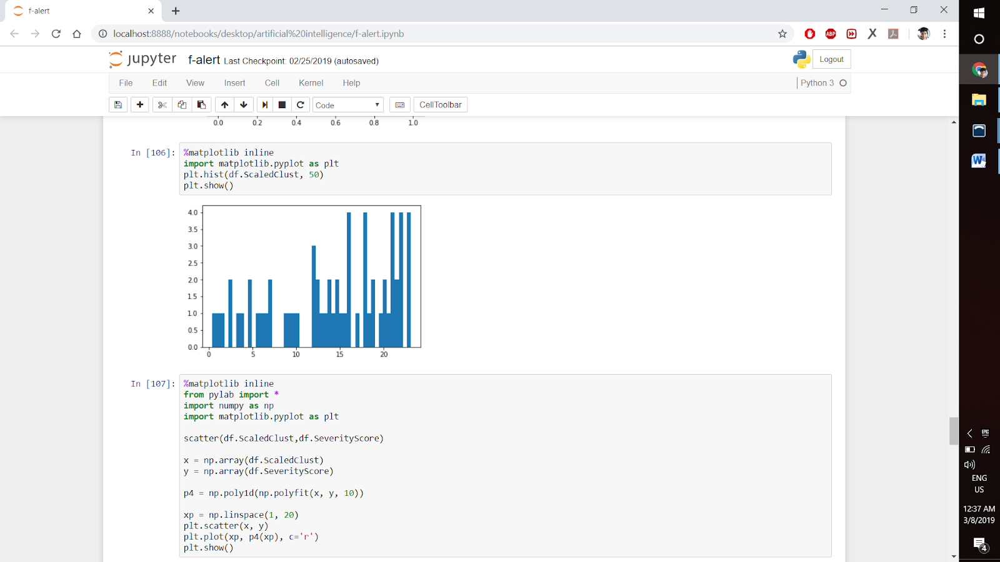 f-alert
localhost:8888/notebooks/desktop/artificial%20intelligence/f-alert.ipynb
ABP
jupyter f-alert Last Checkpoint: 02/25/2019 (autosaved)
Logout
File Edit View Insert Cell Kernel Help
Python 3
Code
CellToolbar
0.0 0.2 0.4 0.6 0.8 1.0
In [106]: %matplotlib inline
import matplotlib.pyplot as plt
plt.hist(df.ScaledClust, 50)
plt.show()
4.0
3.5
3.0
2.5
2.0
1.5
1.0
0.5
0.0
0 5 10 15 20
In [107]: %matplotlib inline
from pylab import *
import numpy as np
import matplotlib.pyplot as plt
scatter(df.ScaledClust,df.SeverityScore)
x = np.array(df.ScaledClust)
y = np.array(df.SeverityScore)
p4 = np.poly1d(np.polyfit(x, y, 10))
xp = np.linspace(1, 20)
plt.scatter(x, y)
plt.plot(xp, p4(xp), c='r')
plt.show()
W
EPIC
GAMES
ENG
US
12:37 AM
3/8/2019
4